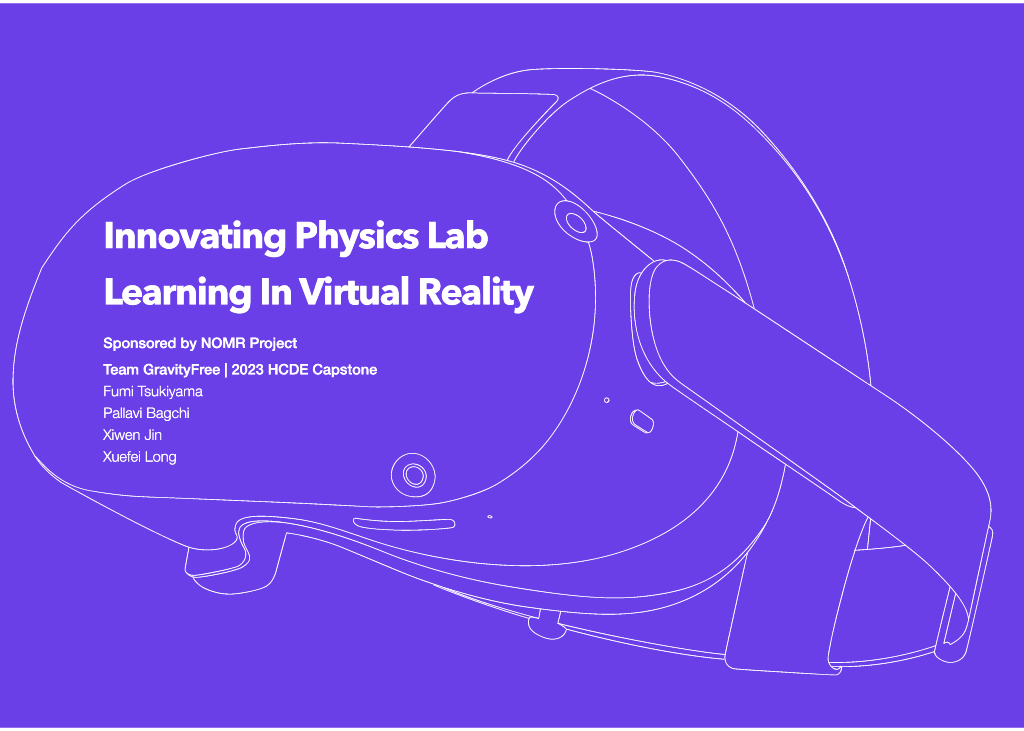 Innovating Physics Lab
Learning In Virtual Reality
Sponsored by NOMR Project
Team GravityFree | 2023 HCDE Capstone
Fumi Tsukiyama
Pallavi Bagchi
Xiwen Jin
Xuefei Long